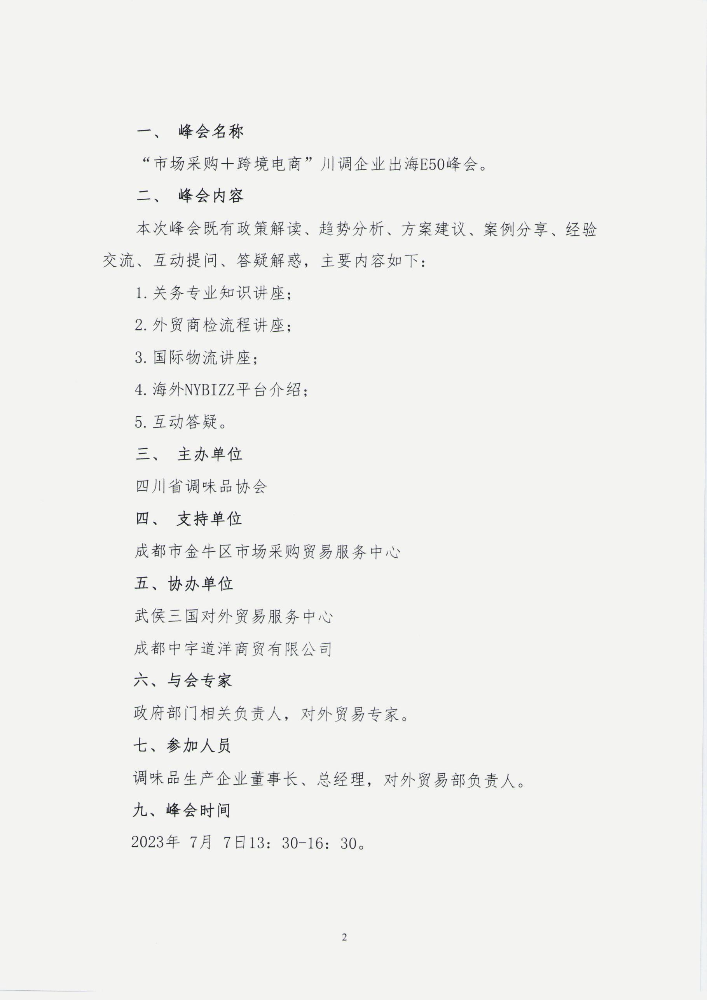 一、 峰会名称
“市场采购＋跨境电商”川调企业出海E50峰会。
二、 峰会内容
本次峰会既有政策解读、趋势分析、方案建议、案例分享、经验
交流、互动提问、答疑解惑，主要内容如下：
1.关务专业知识讲座；
2.外贸商检流程讲座；
3.国际物流讲座；
4.海外NYBIZZ平台介绍；
5.互动答疑。
三、 主办单位
四川省调味品协会
四、 支持单位
成都市金牛区市场采购贸易服务中心
五、协办单位
武侯三国对外贸易服务中心
成都中宇道洋商贸有限公司
六、与会专家
政府部门相关负责人，对外贸易专家。
七、参加人员
调味品生产企业董事长、总经理，对外贸易部负责人。
九、峰会时间
2023年 7月 7日13：30-16：30。
2